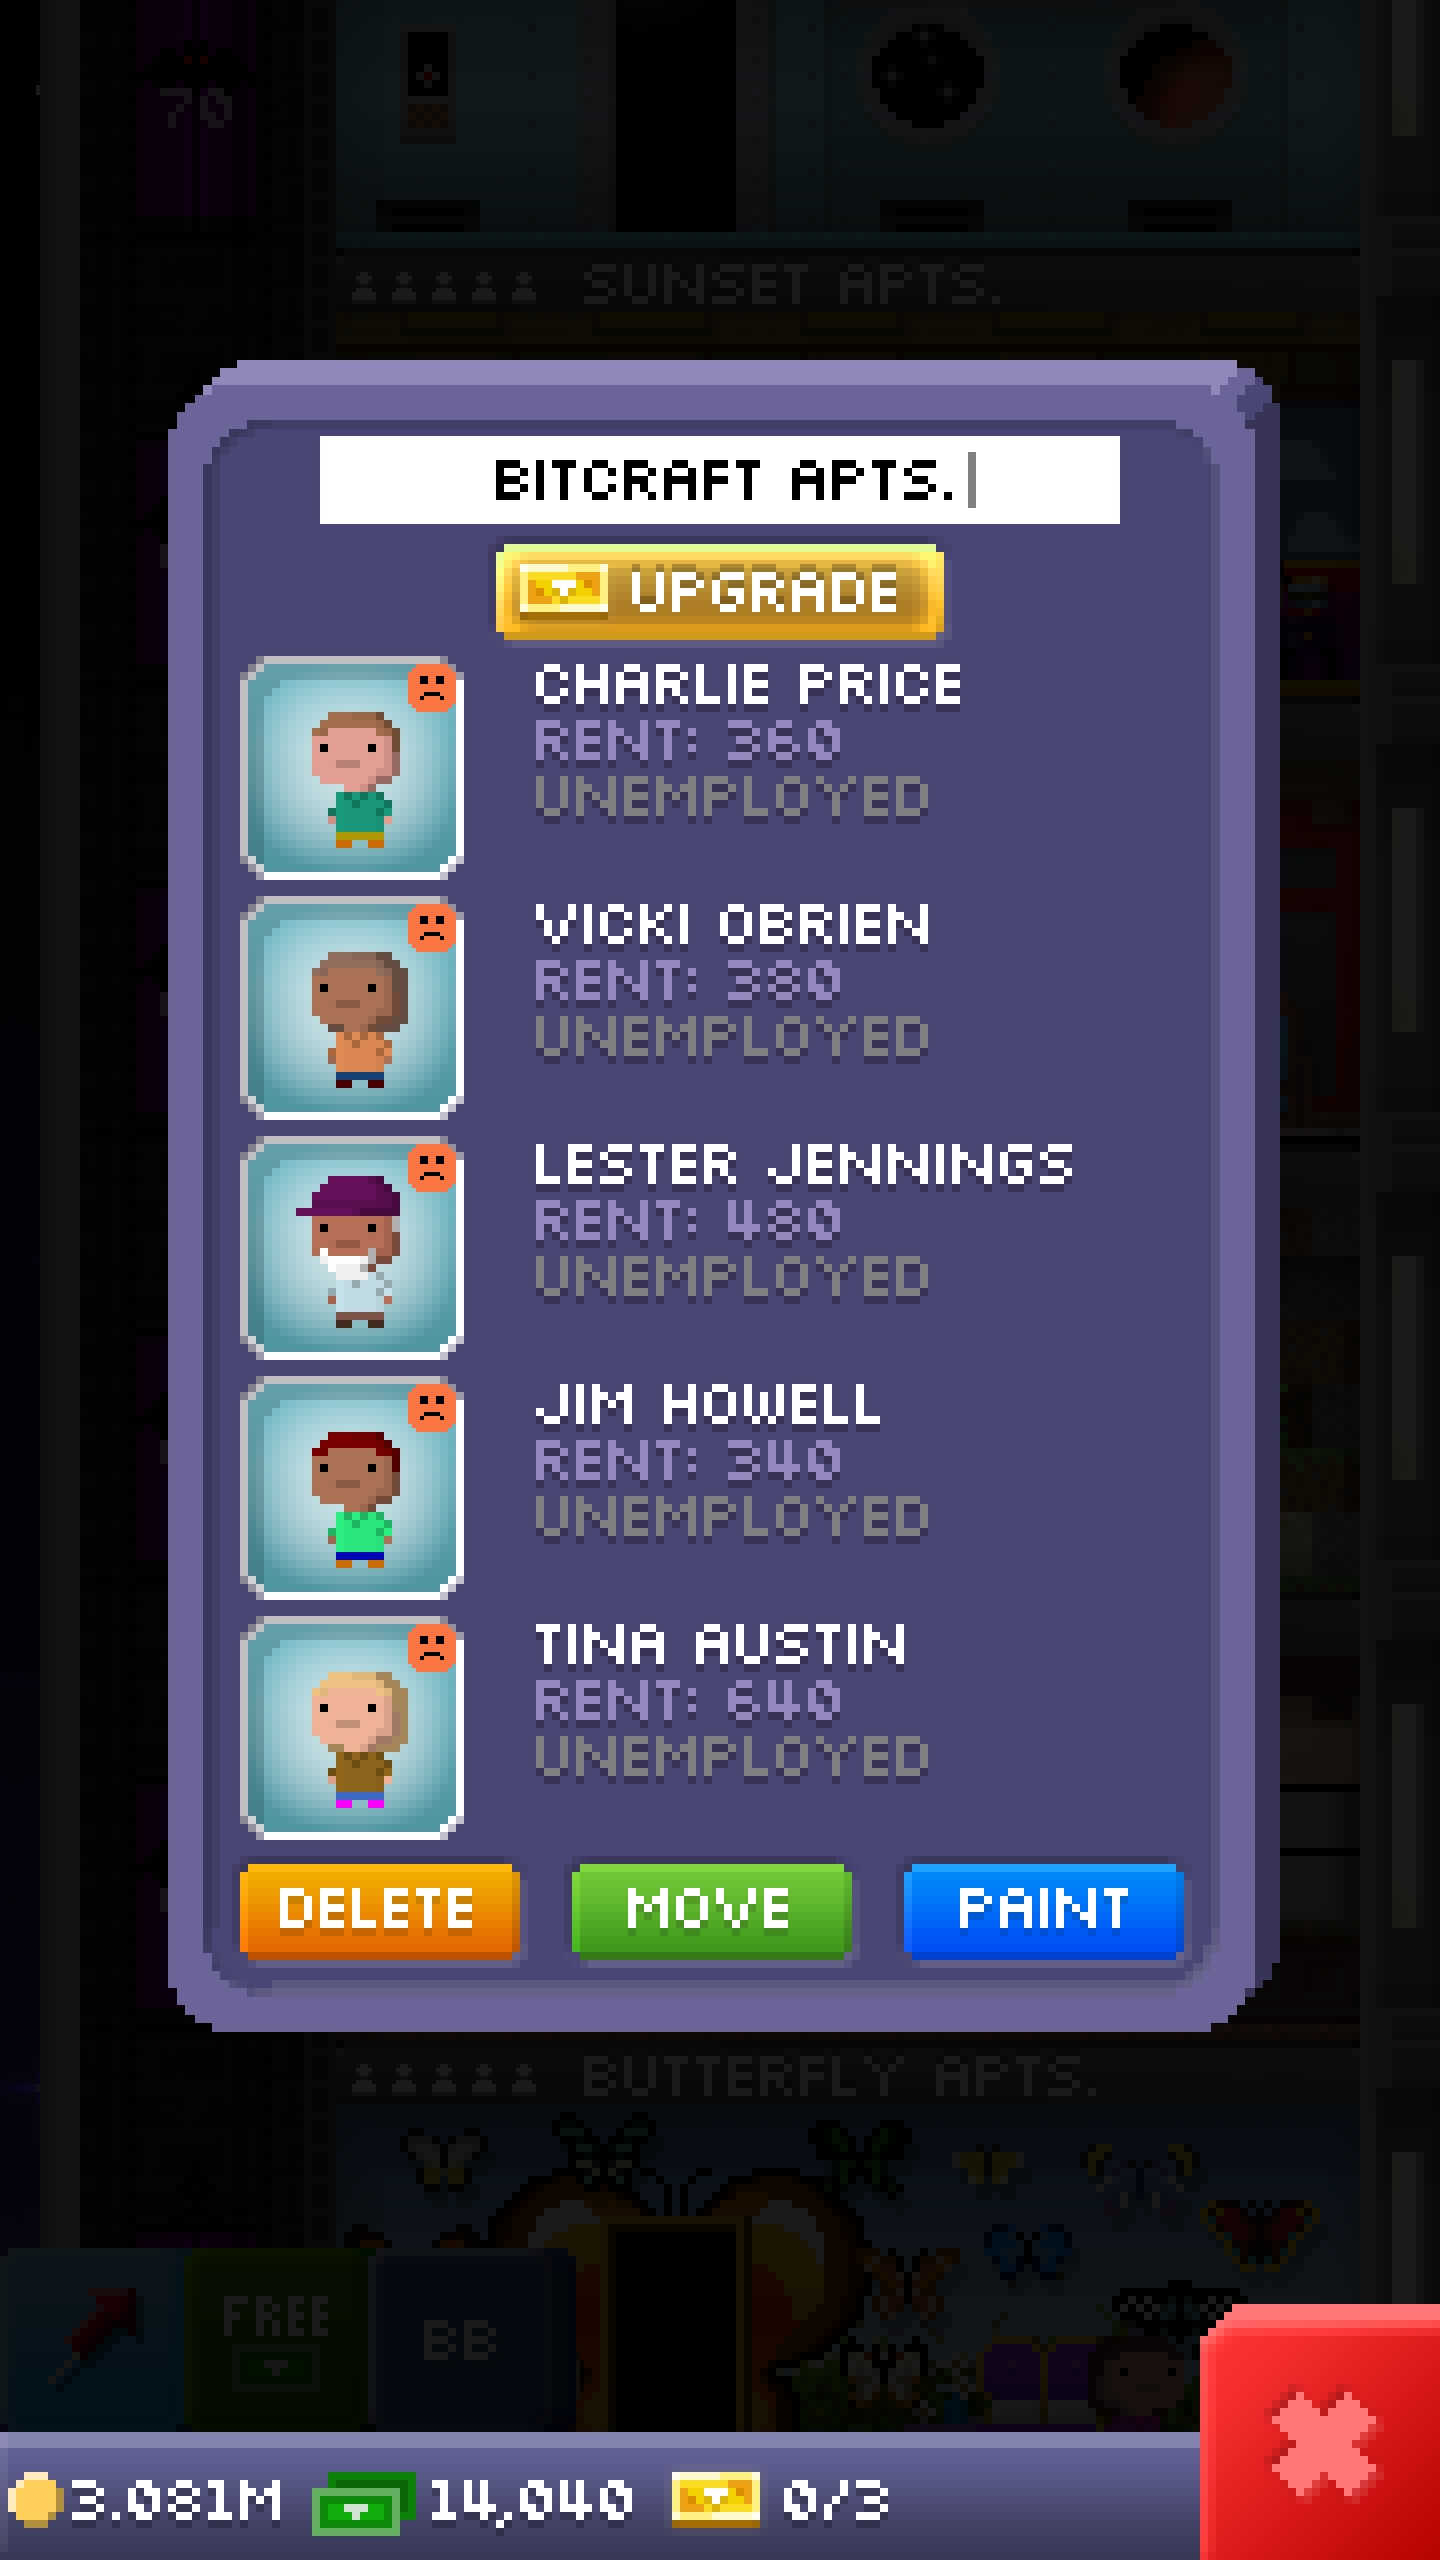 70
SUNSET APTS.
BITCRAFT APTS.
UPGRADE
CHARLIE PRICE
RENT: 360
UNEMPLOYED
VICKI OBRIEN
RENT: 380
UNEMPLOYED
LESTER JENNINGS
RENT: 480
UNEMPLOYED
JIM HOWELL
RENT: 340
UNEMPLOYED
TINA AUSTIN
RENT: 640
UNEMPLOYED
DELETE MOVE PAINT
BUTTERFLY APTS.
FREE
BB
3.081M 14,040 0/3